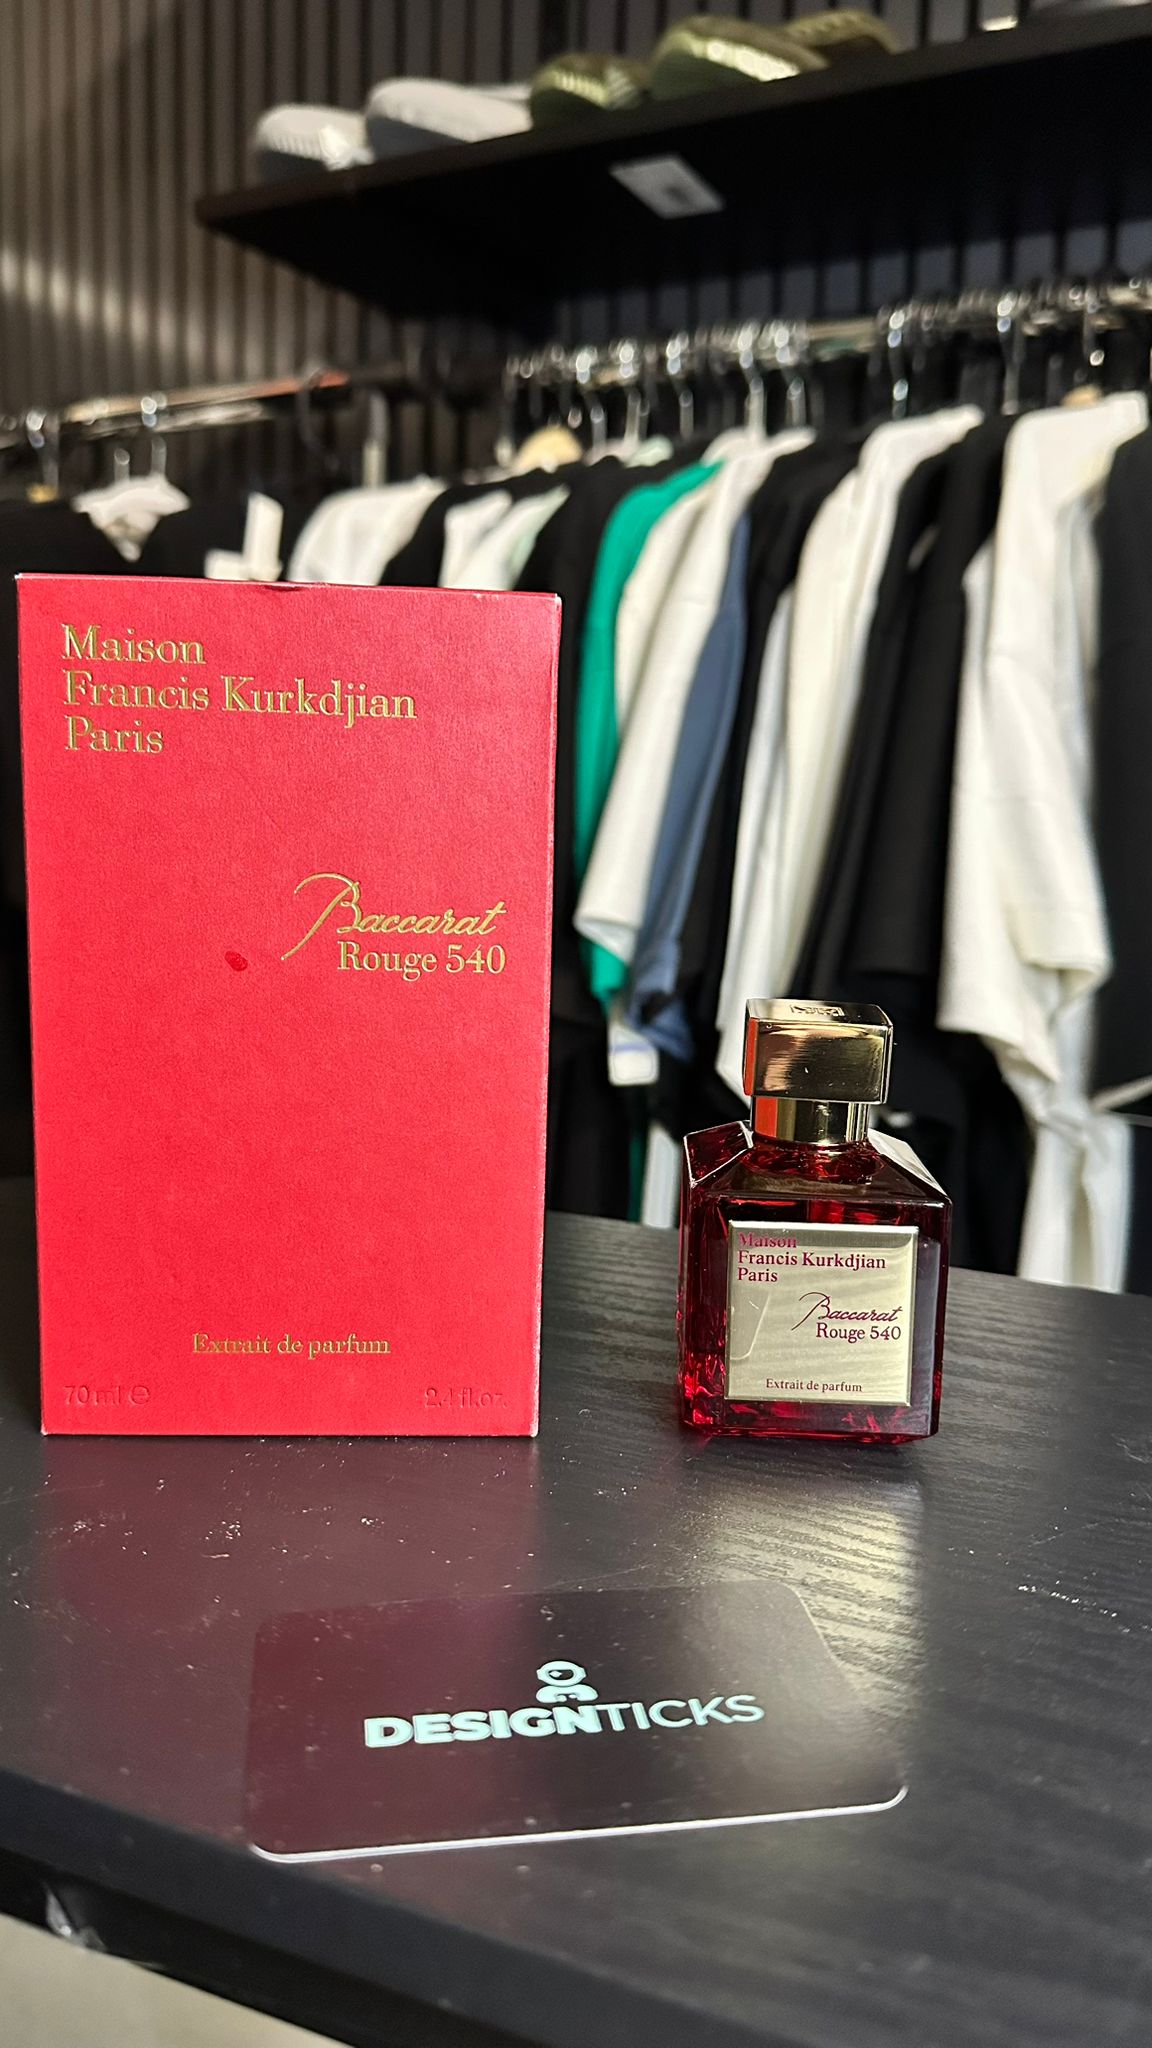 Maison
Francis Kurkdjian
Paris
Baccarat
Rouge 540
Extrait de parfum
70 ml ℮
2.4 fl.oz.
Maison
Francis Kurkdjian
Paris
Baccarat
Rouge 540
Extrait de parfum
DESIGNTICKS